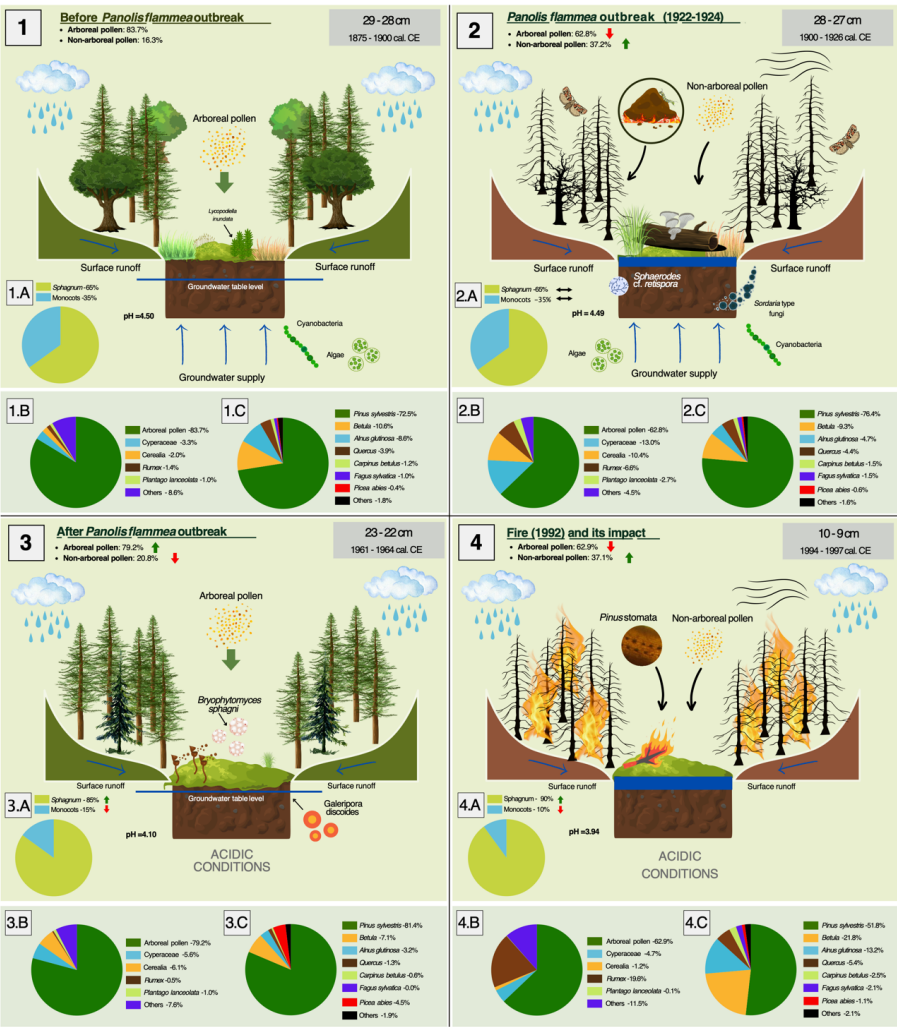 1
Before Panolis flammea outbreak
• Arboreal pollen: 83.7%
• Non-arboreal pollen: 16.3%
29 - 28 cm
1875 - 1900 cal. CE
Arboreal pollen
Lycopodiella
inundata
Surface runoff
Surface runoff
Groundwater table level
1.A
Sphagnum -65%
Monocots -35%
pH =4.50
Cyanobacteria
Algae
Groundwater supply
1.B
Arboreal pollen -83.7%
Cyperaceae -3.3%
Cerealia -2.0%
Rumex -1.4%
Plantago lanceolata -1.0%
Others - 8.6%
1.C
Pinus sylvestris -72.5%
Betula -10.6%
Alnus glutinosa -8.6%
Quercus -3.9%
Carpinus betulus -1.2%
Fagus sylvatica -1.0%
Picea abies -0.4%
Others -1.8%
2
Panolis flammea outbreak (1922-1924)
• Arboreal pollen: 62.8%
• Non-arboreal pollen: 37.2%
28 - 27 cm
1900 - 1926 cal. CE
Non-arboreal pollen
Surface runoff
Surface runoff
Sphaerodes
cf. retispora
Sordaria type
fungi
2.A
Sphagnum -65%
Monocots -35%
pH = 4.49
Algae
Cyanobacteria
Groundwater supply
2.B
Arboreal pollen -62.8%
Cyperaceae -13.0%
Cerealia -10.4%
Rumex -6.6%
Plantago lanceolata -2.7%
Others -4.5%
2.C
Pinus sylvestris -76.4%
Betula -9.3%
Alnus glutinosa -4.7%
Quercus -4.4%
Carpinus betulus -1.5%
Fagus sylvatica -1.5%
Picea abies -0.6%
Others -1.6%
3
After Panolis flammea outbreak
• Arboreal pollen: 79.2%
• Non-arboreal pollen: 20.8%
23 - 22 cm
1961 - 1964 cal. CE
Arboreal pollen
Bryophytomyces
sphagni
Surface runoff
Surface runoff
Groundwater table level
Galeripora
discoides
3.A
Sphagnum - 85%
Monocots -15%
pH =4.10
ACIDIC
CONDITIONS
3.B
Arboreal pollen -79.2%
Cyperaceae -5.6%
Cerealia -6.1%
Rumex -0.5%
Plantago lanceolata -1.0%
Others -7.6%
3.C
Pinus sylvestris -81.4%
Betula -7.1%
Alnus glutinosa -3.2%
Quercus -1.3%
Carpinus betulus -0.6%
Fagus sylvatica -0.0%
Picea abies -4.5%
Others -1.9%
4
Fire (1992) and its impact
• Arboreal pollen: 62.9%
• Non-arboreal pollen: 37.1%
10 - 9 cm
1994 - 1997 cal. CE
Pinus stomata
Non-arboreal pollen
Surface runoff
Surface runoff
4.A
Sphagnum - 90%
Monocots - 10%
pH =3.94
ACIDIC
CONDITIONS
4.B
Arboreal pollen -62.9%
Cyperaceae -4.7%
Cerealia -1.2%
Rumex -19.6%
Plantago lanceolata -0.1%
Others -11.5%
4.C
Pinus sylvestris -51.8%
Betula -21.8%
Alnus glutinosa -13.2%
Quercus -5.4%
Carpinus betulus -2.5%
Fagus sylvatica -2.1%
Picea abies -1.1%
Others -2.1%